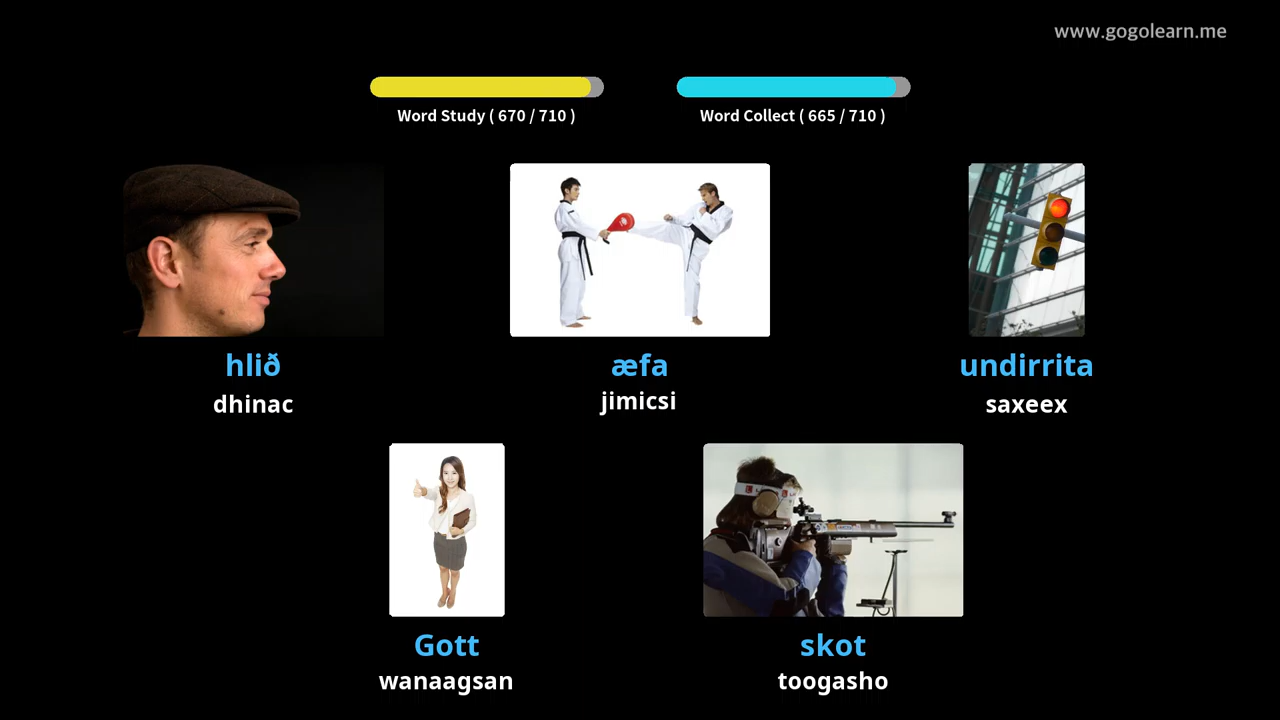 www.gogolearn.me
Word Study ( 670 / 710 )
Word Collect ( 665 / 710 )
hlið
æfa
undirrita
dhinac
jimicsi
saxeex
Gott
skot
wanaagsan
toogasho